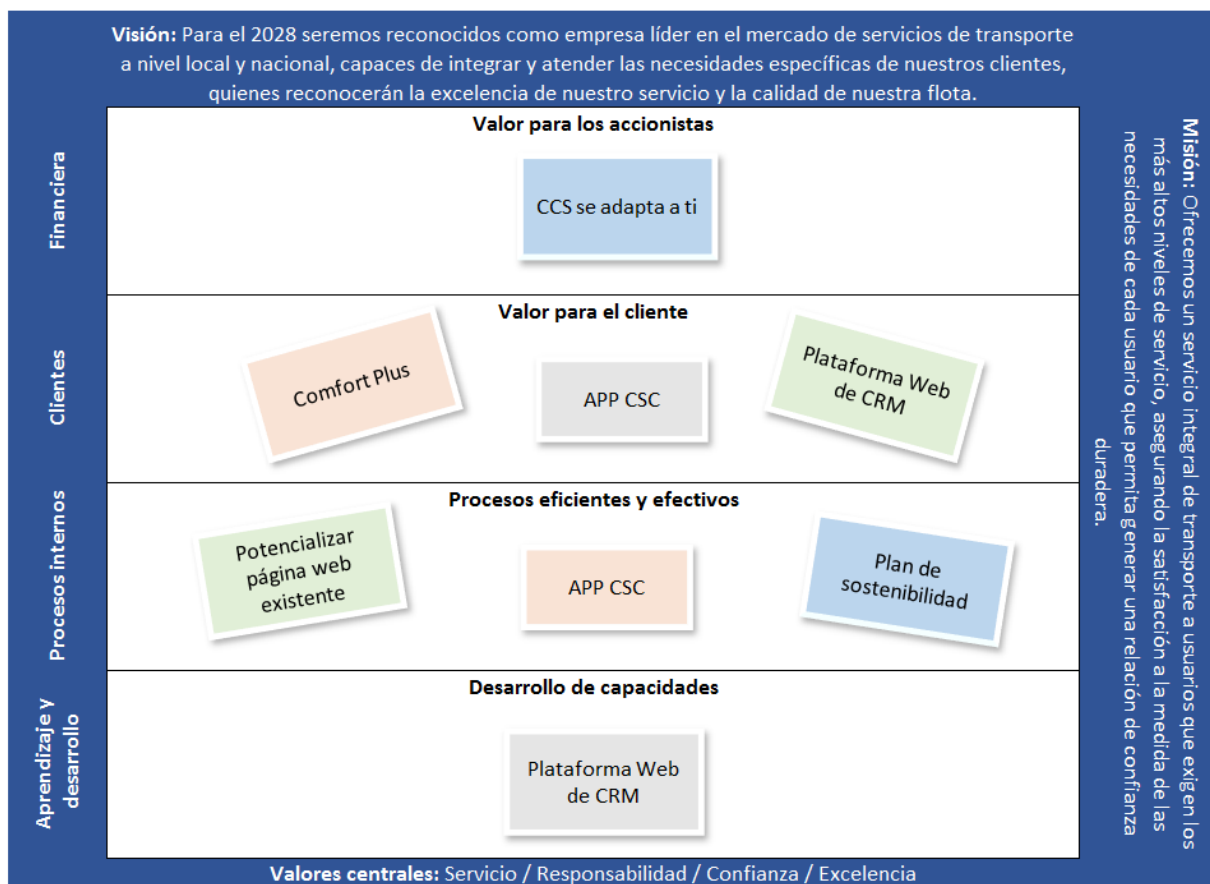 Visión: Para el 2028 seremos reconocidos como empresa líder en el mercado de servicios de transporte
a nivel local y nacional, capaces de integrar y atender las necesidades específicas de nuestros clientes,
quienes reconocerán la excelencia de nuestro servicio y la calidad de nuestra flota.
Financiera
Valor para los accionistas
CCS se adapta a ti
Clientes
Valor para el cliente
Comfort Plus
APP CSC
Plataforma Web
de CRM
Procesos internos
Procesos eficientes y efectivos
Potencializar
página web
existente
APP CSC
Plan de
sostenibilidad
Aprendizaje y
desarrollo
Desarrollo de capacidades
Plataforma Web
de CRM
Misión: Ofrecemos un servicio integral de transporte a usuarios que exigen los
más altos niveles de servicio, asegurando la satisfacción a la medida de las
necesidades de cada usuario que permita generar una relación de confianza
duradera.
Valores centrales: Servicio / Responsabilidad / Confianza / Excelencia